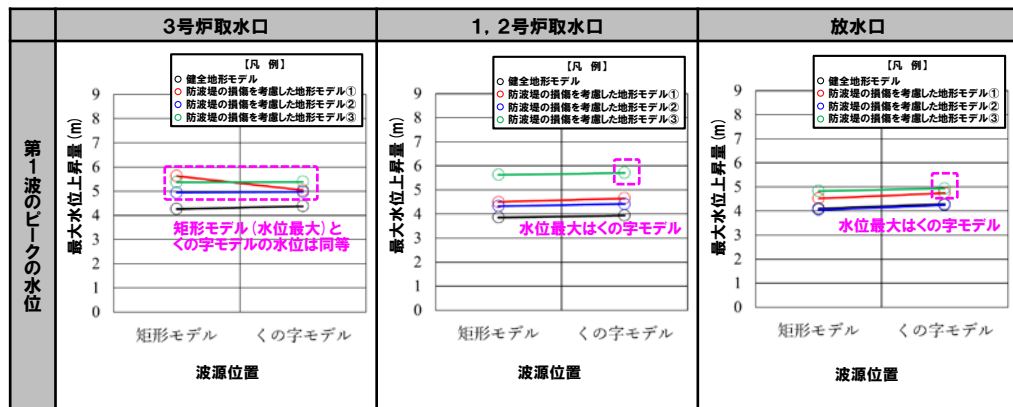 3号炉取水口
1，2号炉取水口
放水口
第1波のピークの水位
【凡 例】
健全地形モデル
防波堤の損傷を考慮した地形モデル①
防波堤の損傷を考慮した地形モデル②
防波堤の損傷を考慮した地形モデル③
最大水位上昇量(m)
9
8
7
6
5
4
3
2
1
0
矩形モデル(水位最大)と
くの字モデルの水位は同等
矩形モデル
くの字モデル
波源位置
【凡 例】
健全地形モデル
防波堤の損傷を考慮した地形モデル①
防波堤の損傷を考慮した地形モデル②
防波堤の損傷を考慮した地形モデル③
最大水位上昇量(m)
9
8
7
6
5
4
3
2
1
0
水位最大はくの字モデル
矩形モデル
くの字モデル
波源位置
【凡 例】
健全地形モデル
防波堤の損傷を考慮した地形モデル①
防波堤の損傷を考慮した地形モデル②
防波堤の損傷を考慮した地形モデル③
最大水位上昇量(m)
9
8
7
6
5
4
3
2
1
0
水位最大はくの字モデル
矩形モデル
くの字モデル
波源位置